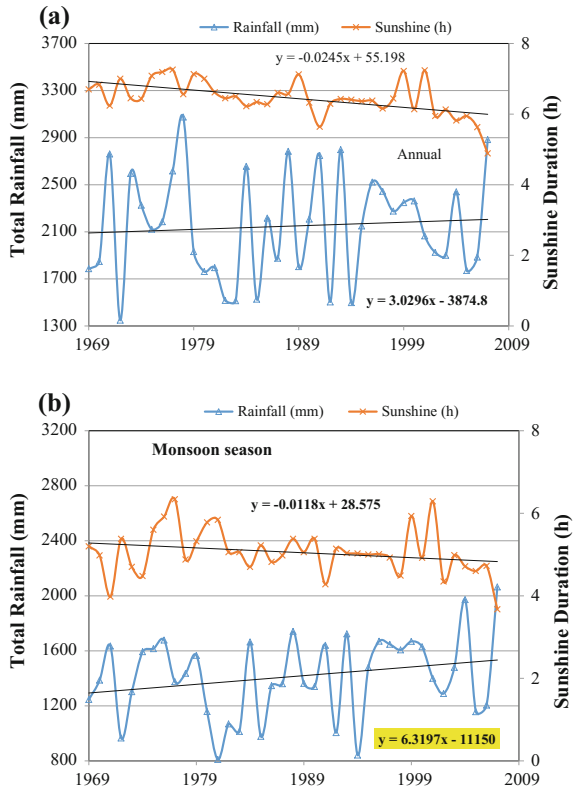 (a)
Rainfall (mm) Sunshine (h)
3700 8
y = -0.0245x + 55.198
3300
6
2900
Annual
2500 4
2100
2
1700
y = 3.0296x - 3874.8
1300 0
1969 1979 1989 1999 2009
Total Rainfall (mm)
Sunshine Duration (h)
(b)
Rainfall (mm) Sunshine (h)
3200 8
Monsoon season
2800
y = -0.0118x + 28.575
6
2400
2000 4
1600
2
1200
y = 6.3197x - 11150
800 0
1969 1979 1989 1999 2009
Total Rainfall (mm)
Sunshine Duration (h)